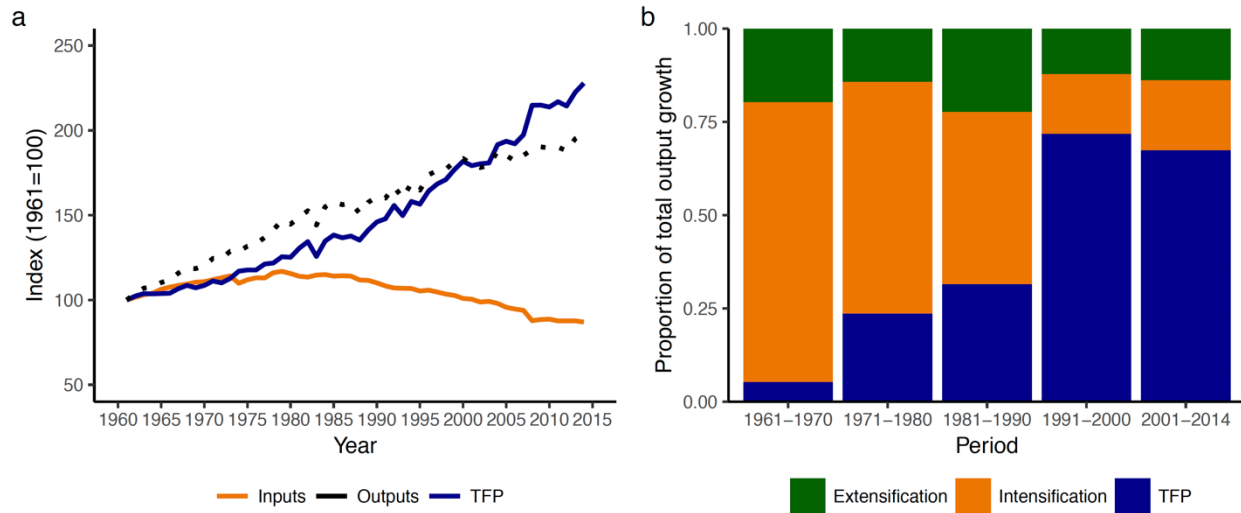 a
Index (1961=100)
250
200
150
100
50
1960 1965 1970 1975 1980 1985 1990 1995 2000 2005 2010 2015
Year
Inputs Outputs TFP
b
Proportion of total output growth
1.00
0.75
0.50
0.25
0.00
1961−1970 1971−1980 1981−1990 1991−2000 2001−2014
Period
Extensification Intensification TFP